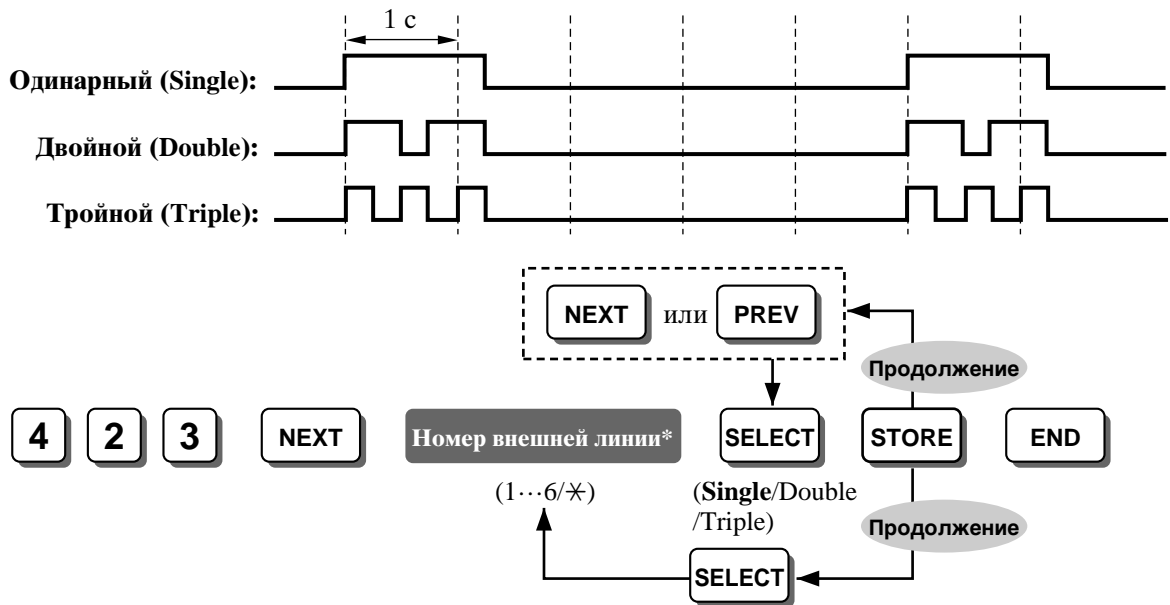 1 с
Одинарный (Single):
Двойной (Double):
Тройной (Triple):
NEXT или PREV
Продолжение
4 2 3 NEXT Номер внешней линии* SELECT STORE END
(1···6/✳) (Single/Double
/Triple)
Продолжение
SELECT